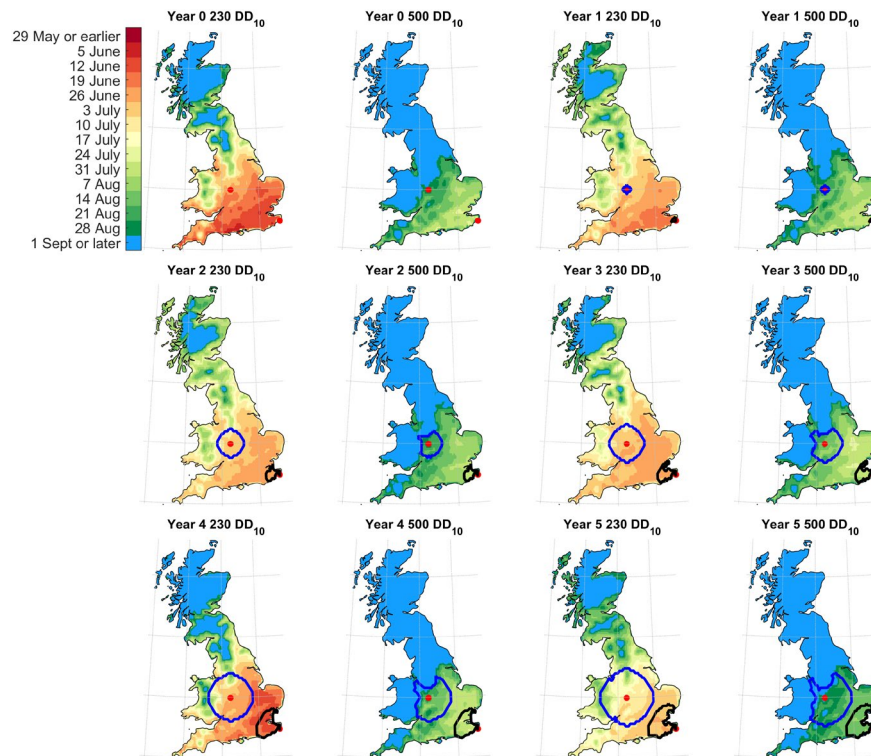 Year 0 230 DD10
Year 0 500 DD10
Year 1 230 DD10
Year 1 500 DD10
29 May or earlier
5 June
12 June
19 June
26 June
3 July
10 July
17 July
24 July
31 July
7 Aug
14 Aug
21 Aug
28 Aug
1 Sept or later
Year 2 230 DD10
Year 2 500 DD10
Year 3 230 DD10
Year 3 500 DD10
Year 4 230 DD10
Year 4 500 DD10
Year 5 230 DD10
Year 5 500 DD10